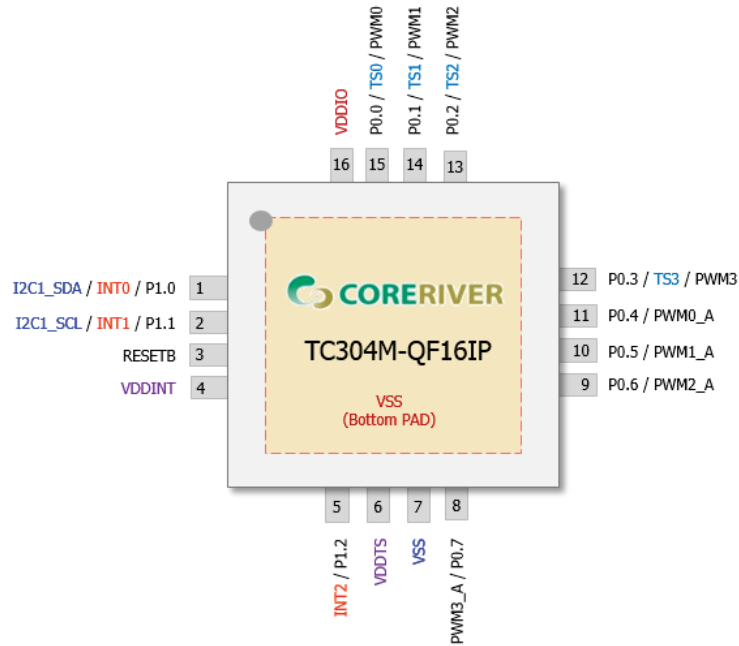 P0.0 / TS0 / PWM0
P0.1 / TS1 / PWM1
P0.2 / TS2 / PWM2
VDDIO
16
15
14
13
I2C1_SDA / INT0 / P1.0
1
I2C1_SCL / INT1 / P1.1
2
RESETB
3
VDDINT
4
CORERIVER
TC304M-QF16IP
VSS
(Bottom PAD)
12
P0.3 / TS3 / PWM3
11
P0.4 / PWM0_A
10
P0.5 / PWM1_A
9
P0.6 / PWM2_A
5
6
7
8
INT2 / P1.2
VDDTS
VSS
PWM3_A / P0.7